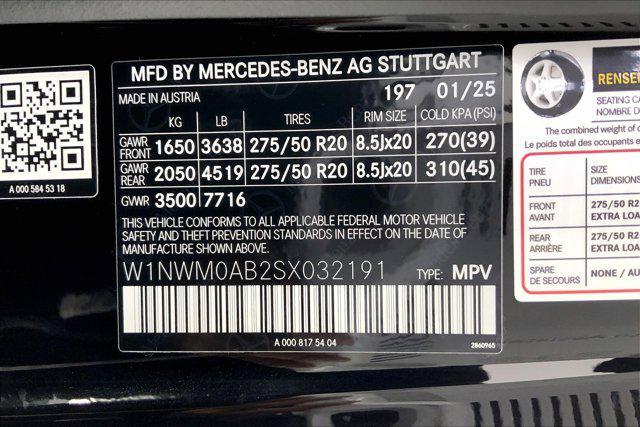 MFD BY MERCEDES-BENZ AG STUTTGART
MADE IN AUSTRIA 197 01/25
KG LB TIRES RIM SIZE COLD KPA (PSI)
GAWR FRONT 1650 3638 275/50 R20 8.5Jx20 270(39)
GAWR REAR 2050 4519 275/50 R20 8.5Jx20 310(45)
GVWR 3500 7716
THIS VEHICLE CONFORMS TO ALL APPLICABLE FEDERAL MOTOR VEHICLE
SAFETY AND THEFT PREVENTION STANDARDS IN EFFECT ON THE DATE OF
MANUFACTURE SHOWN ABOVE.
W1NWM0AB2SX032191 TYPE: MPV
A 000 817 54 04 2860965
A 000 584 53 18
SEATING
NOMBRE
The combined weight of
Le poids total des occupants
TIRE PNEU SIZE DIMENSIONS
FRONT AVANT 275/50 R2
EXTRA LOA
REAR ARRIÈRE 275/50 R2
EXTRA LOA
SPARE DE SECOURS NONE / AU